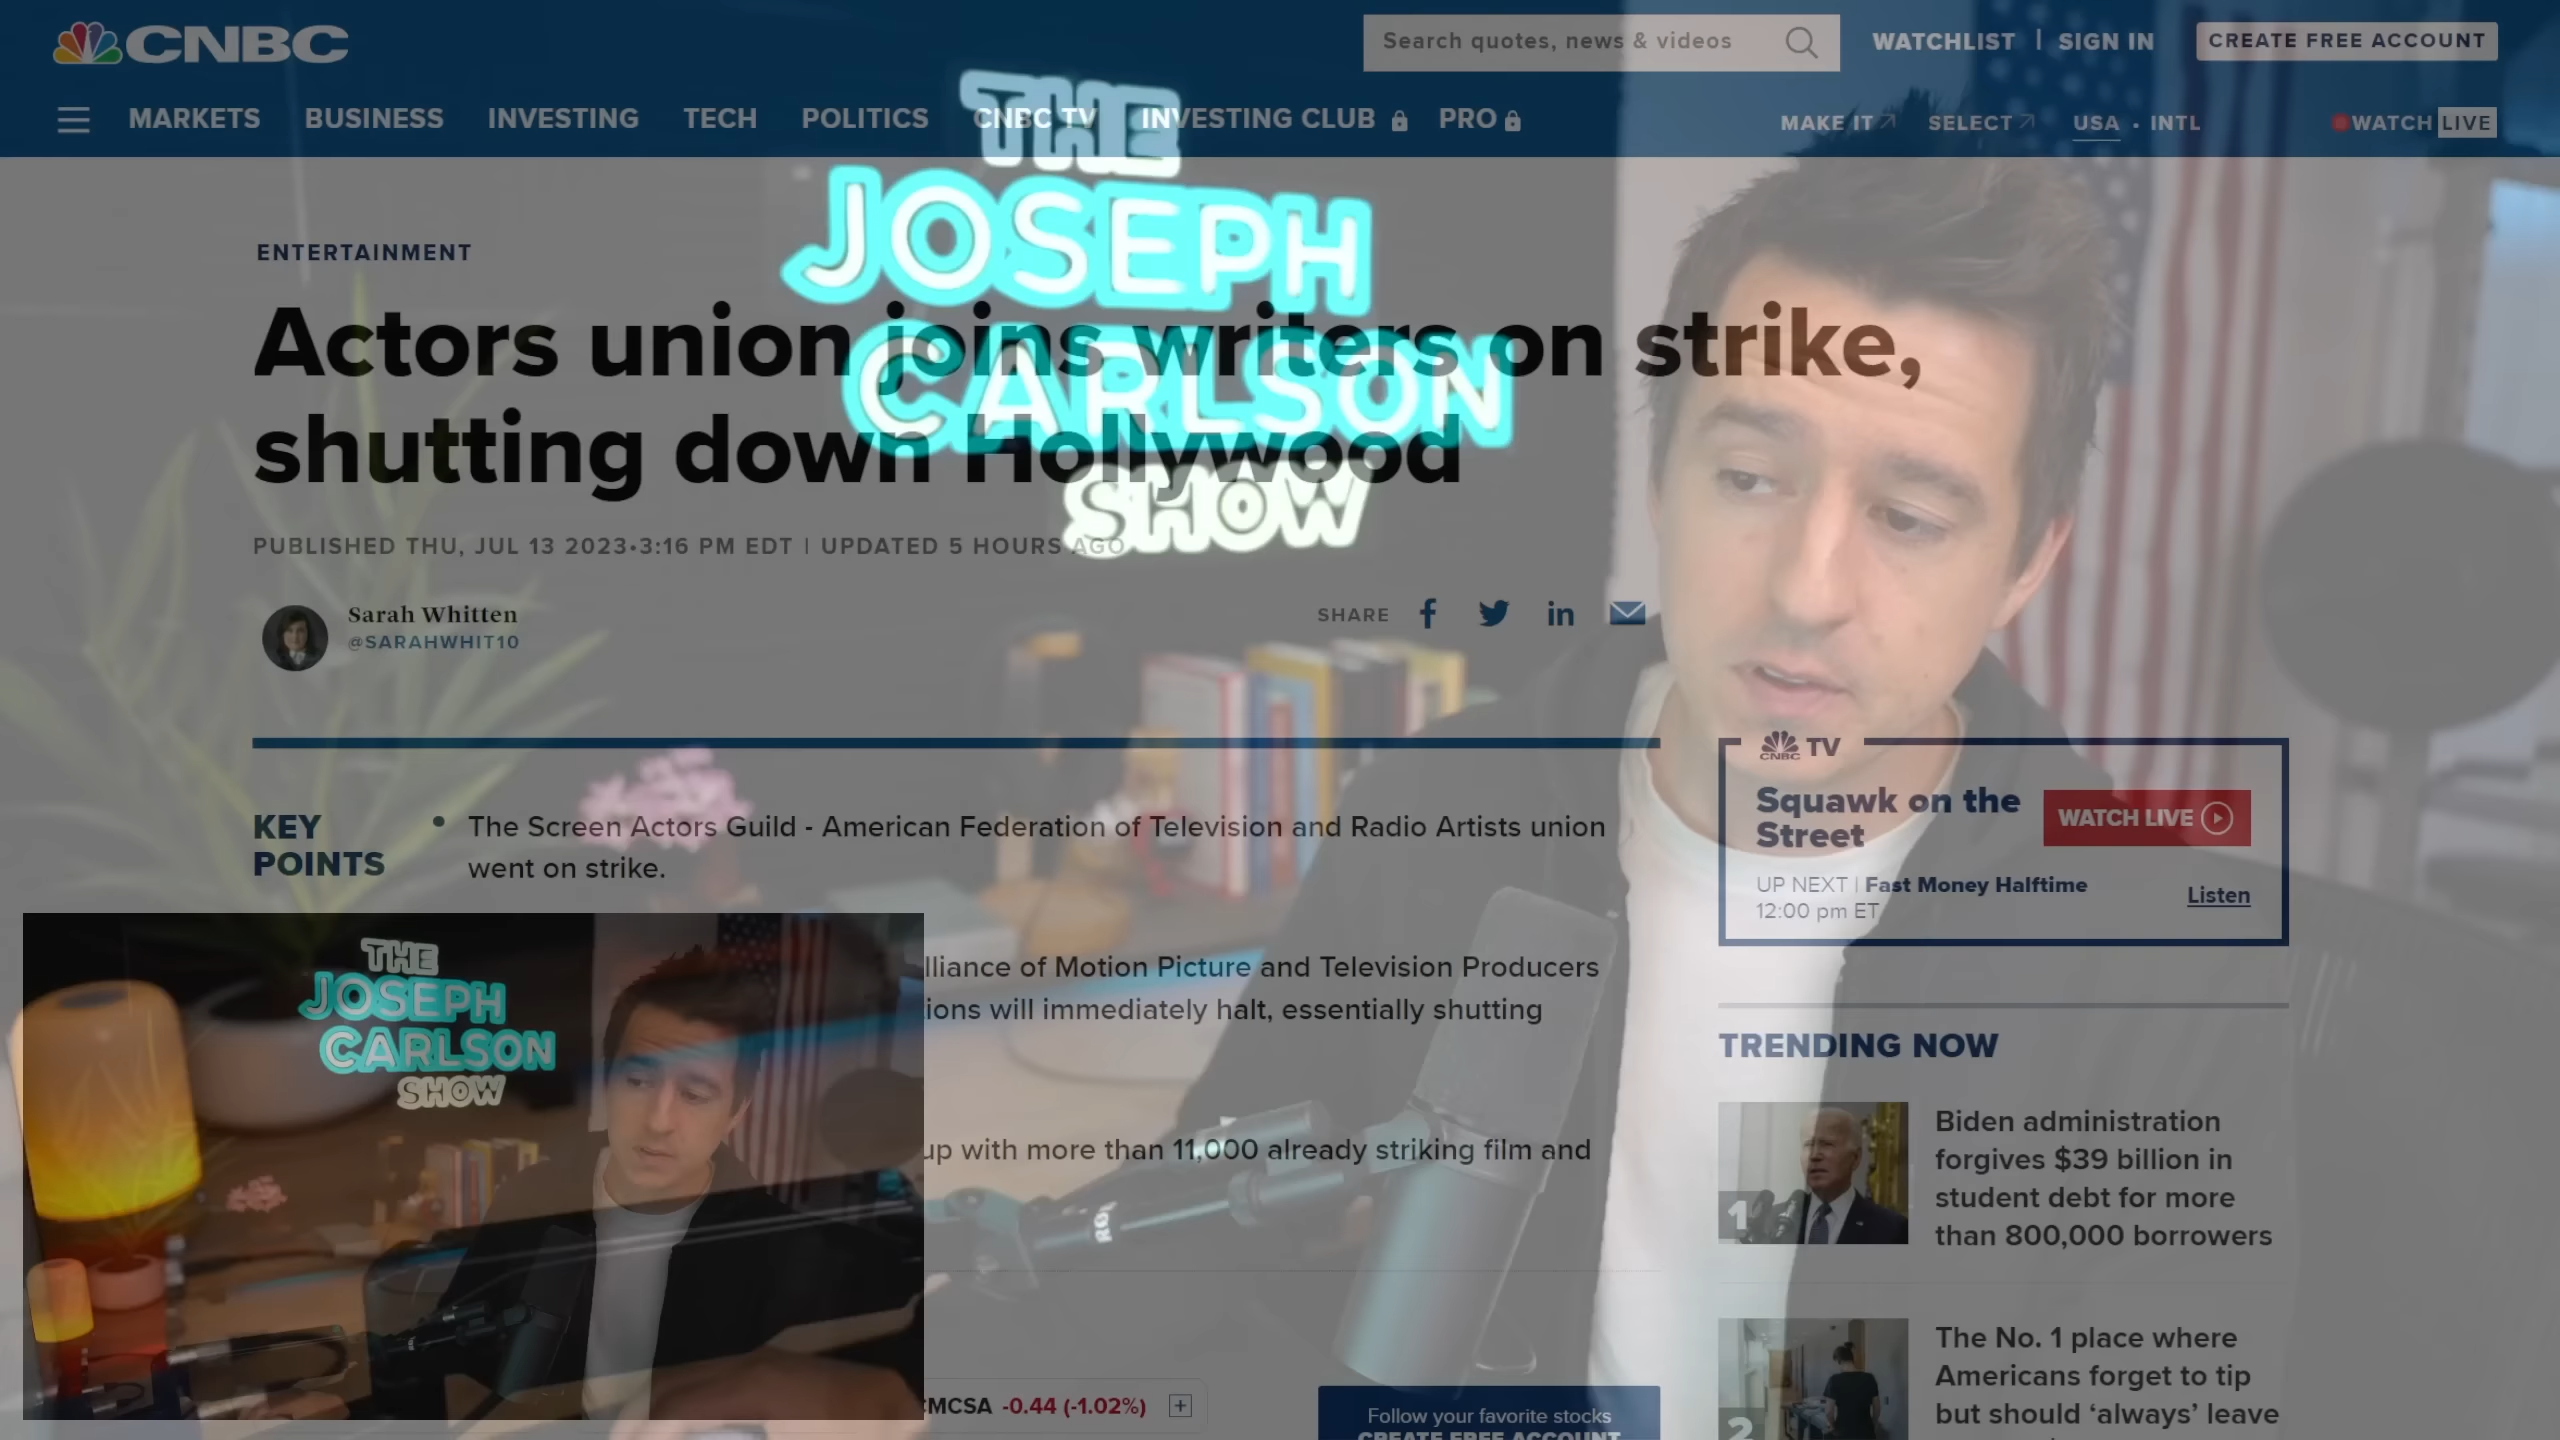 CNBC
Search quotes, news & videos
WATCHLIST | SIGN IN
CREATE FREE ACCOUNT
MARKETS BUSINESS INVESTING TECH POLITICS CNBC TV INVESTING CLUB PRO
MAKE IT SELECT USA • INTL
WATCH LIVE
THE
JOSEPH
CARLSON
SHOW
ENTERTAINMENT
Actors union joins writers on strike,
shutting down Hollywood
PUBLISHED THU, JUL 13 2023•3:16 PM EDT | UPDATED 5 HOURS AGO
Sarah Whitten
@SARAHWHIT10
SHARE
KEY
POINTS
• The Screen Actors Guild - American Federation of Television and Radio Artists union
went on strike.
lliance of Motion Picture and Television Producers
ions will immediately halt, essentially shutting
up with more than 11,000 already striking film and
CMCSA -0.44 (-1.02%)
Follow your favorite stocks
CREATE FREE ACCOUNT
THE
JOSEPH
CARLSON
SHOW
CNBC TV
Squawk on the
Street
WATCH LIVE
UP NEXT | Fast Money Halftime
12:00 pm ET
Listen
TRENDING NOW
1
Biden administration
forgives $39 billion in
student debt for more
than 800,000 borrowers
2
The No. 1 place where
Americans forget to tip
but should ‘always’ leave